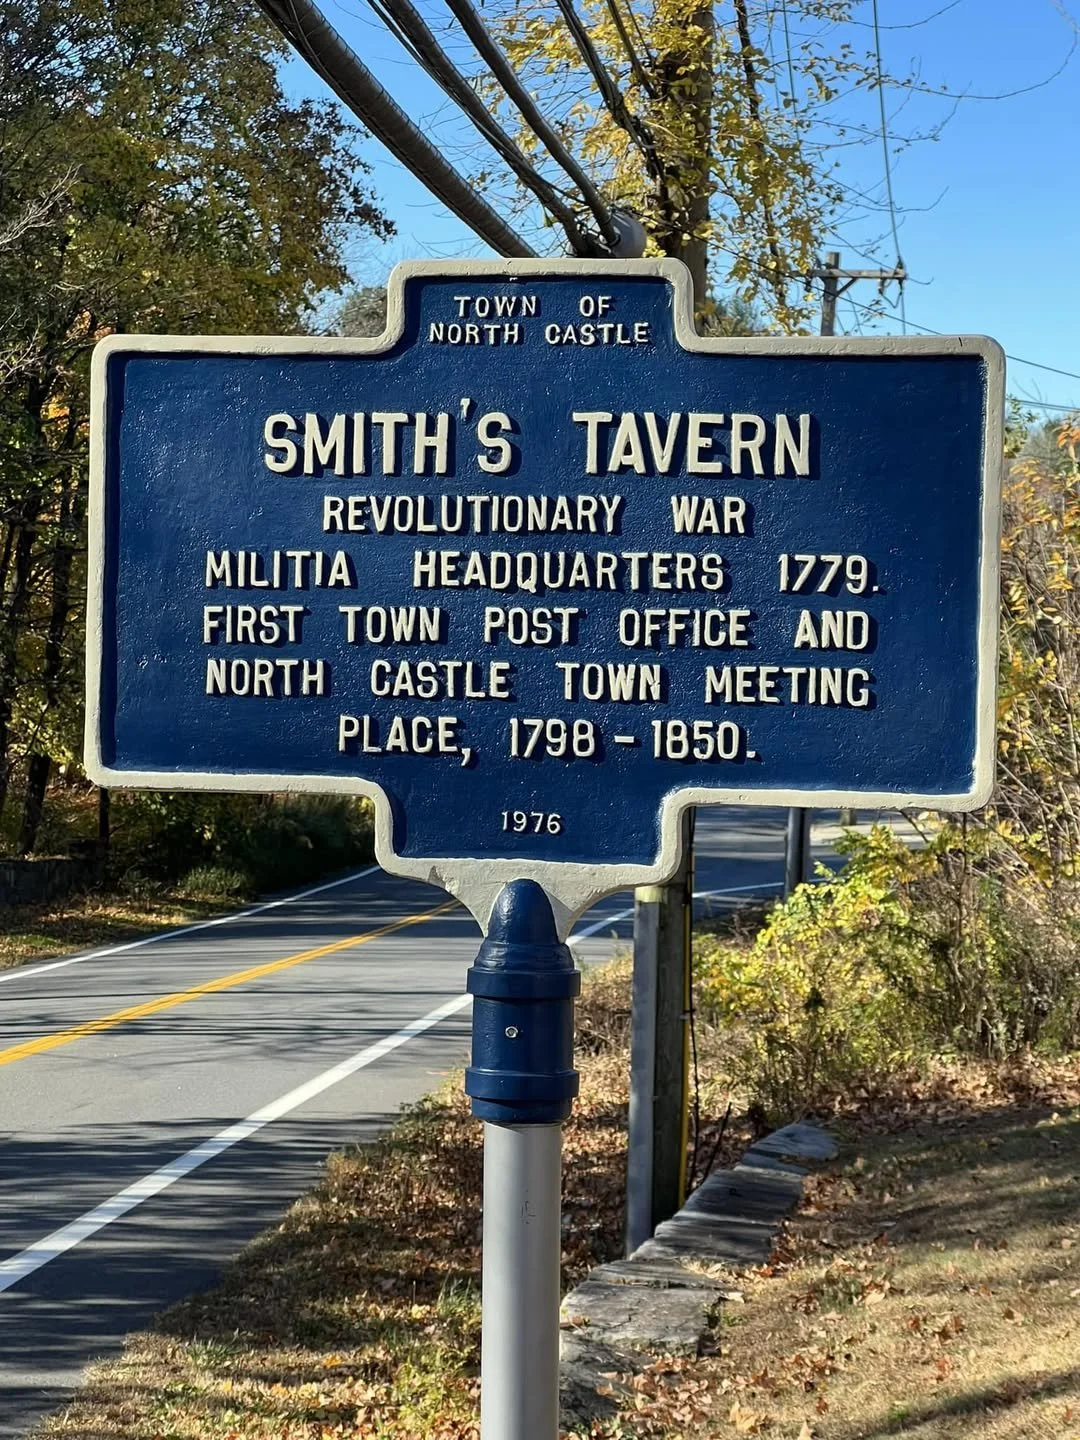 TOWN OF
NORTH CASTLE
SMITH'S TAVERN
REVOLUTIONARY WAR
MILITIA HEADQUARTERS 1779.
FIRST TOWN POST OFFICE AND
NORTH CASTLE TOWN MEETING
PLACE, 1798 - 1850.
1976